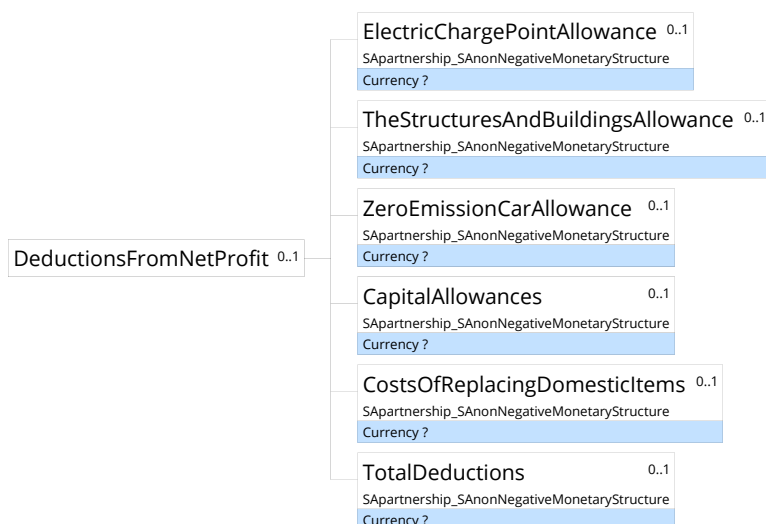 ElectricChargePointAllowance 0..1
SApartnership_SAnonNegativeMonetaryStructure
Currency ?
TheStructuresAndBuildingsAllowance 0..1
SApartnership_SAnonNegativeMonetaryStructure
Currency ?
ZeroEmissionCarAllowance 0..1
SApartnership_SAnonNegativeMonetaryStructure
Currency ?
DeductionsFromNetProfit 0..1
CapitalAllowances 0..1
SApartnership_SAnonNegativeMonetaryStructure
Currency ?
CostsOfReplacingDomesticItems 0..1
SApartnership_SAnonNegativeMonetaryStructure
Currency ?
TotalDeductions 0..1
SApartnership_SAnonNegativeMonetaryStructure
Currency ?